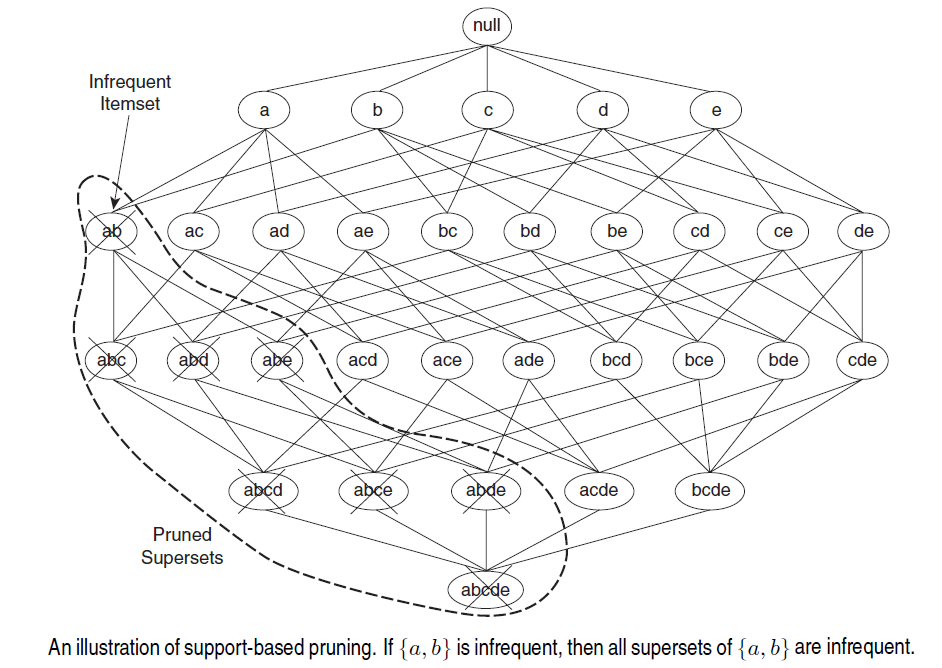 null
Infrequent
Itemset
a b c d e
ab ac ad ae bc bd be cd ce de
abc abd abe acd ace ade bcd bce bde cde
abcd abce abde acde bcde
Pruned
Supersets
abcde
An illustration of support-based pruning. If {a, b} is infrequent, then all supersets of {a, b} are infrequent.